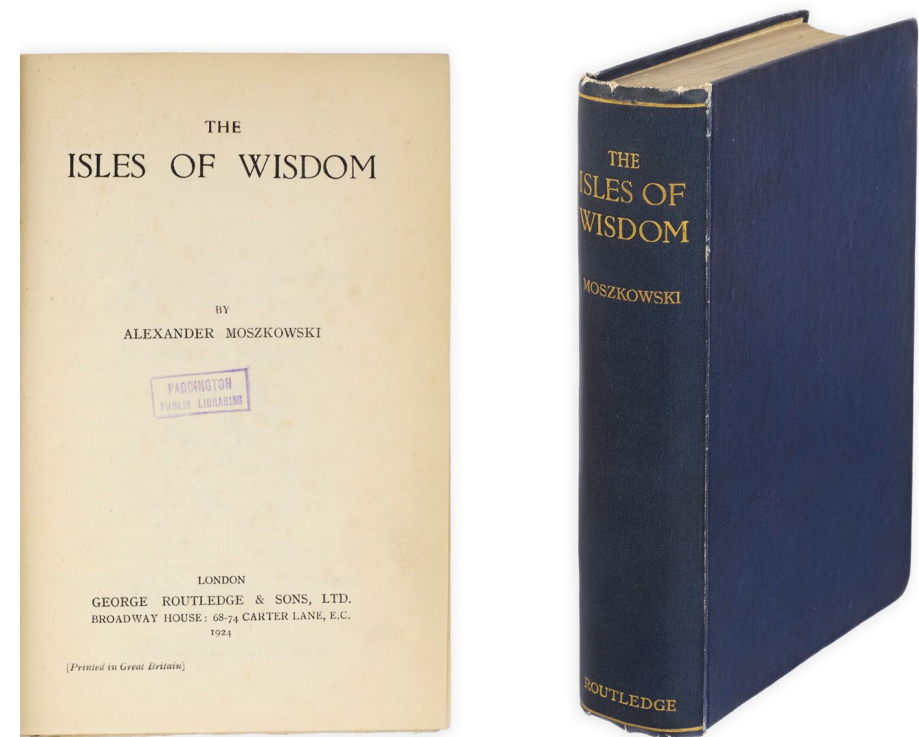 THE
ISLES OF WISDOM
BY
ALEXANDER MOSZKOWSKI
PADDINGTON
PUBLIC LIBRARIES
LONDON
GEORGE ROUTLEDGE & SONS, LTD.
BROADWAY HOUSE: 68-74 CARTER LANE, E.C.
1924
[Printed in Great Britain]
THE
ISLES OF
WISDOM
MOSZKOWSKI
ROUTLEDGE